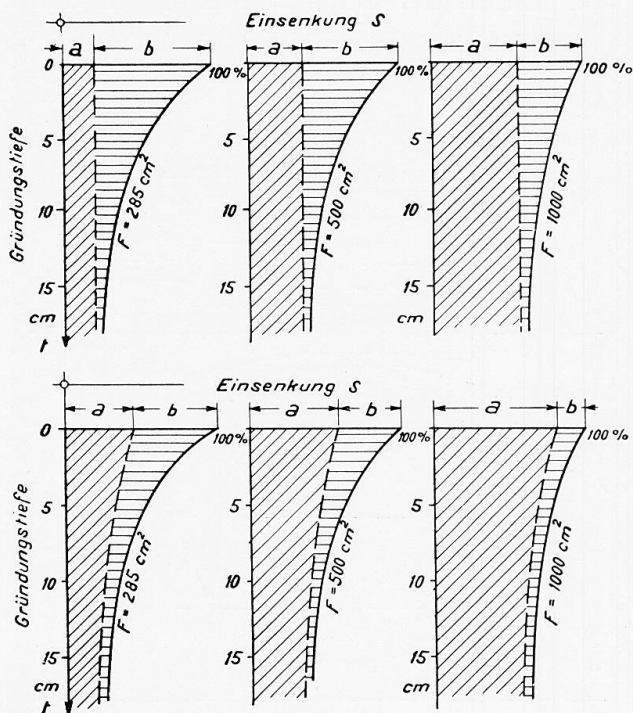 Einsenkung S
a b a b a b
0 100% 100% 100%
5 5 5
10 10 10
15 15 15
cm cm cm
t
Gründungstiefe
F = 285 cm²
F = 500 cm²
F = 1000 cm²
Einsenkung S
a b a b a b
0 100% 100% 100%
5 5 5
10 10 10
15 15 15
cm cm
t
Gründungstiefe
F = 285 cm²
F = 500 cm²
F = 1000 cm²